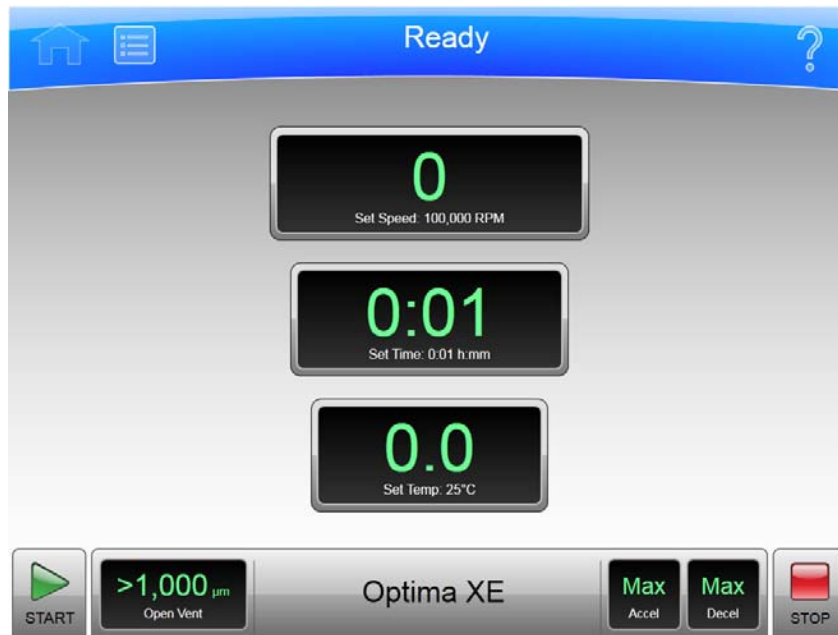 Ready
?
0
Set Speed: 100,000 RPM
0:01
Set Time: 0:01 h:mm
0.0
Set Temp: 25°C
START
>1,000 µm
Open Vent
Optima XE
Max
Accel
Max
Decel
STOP